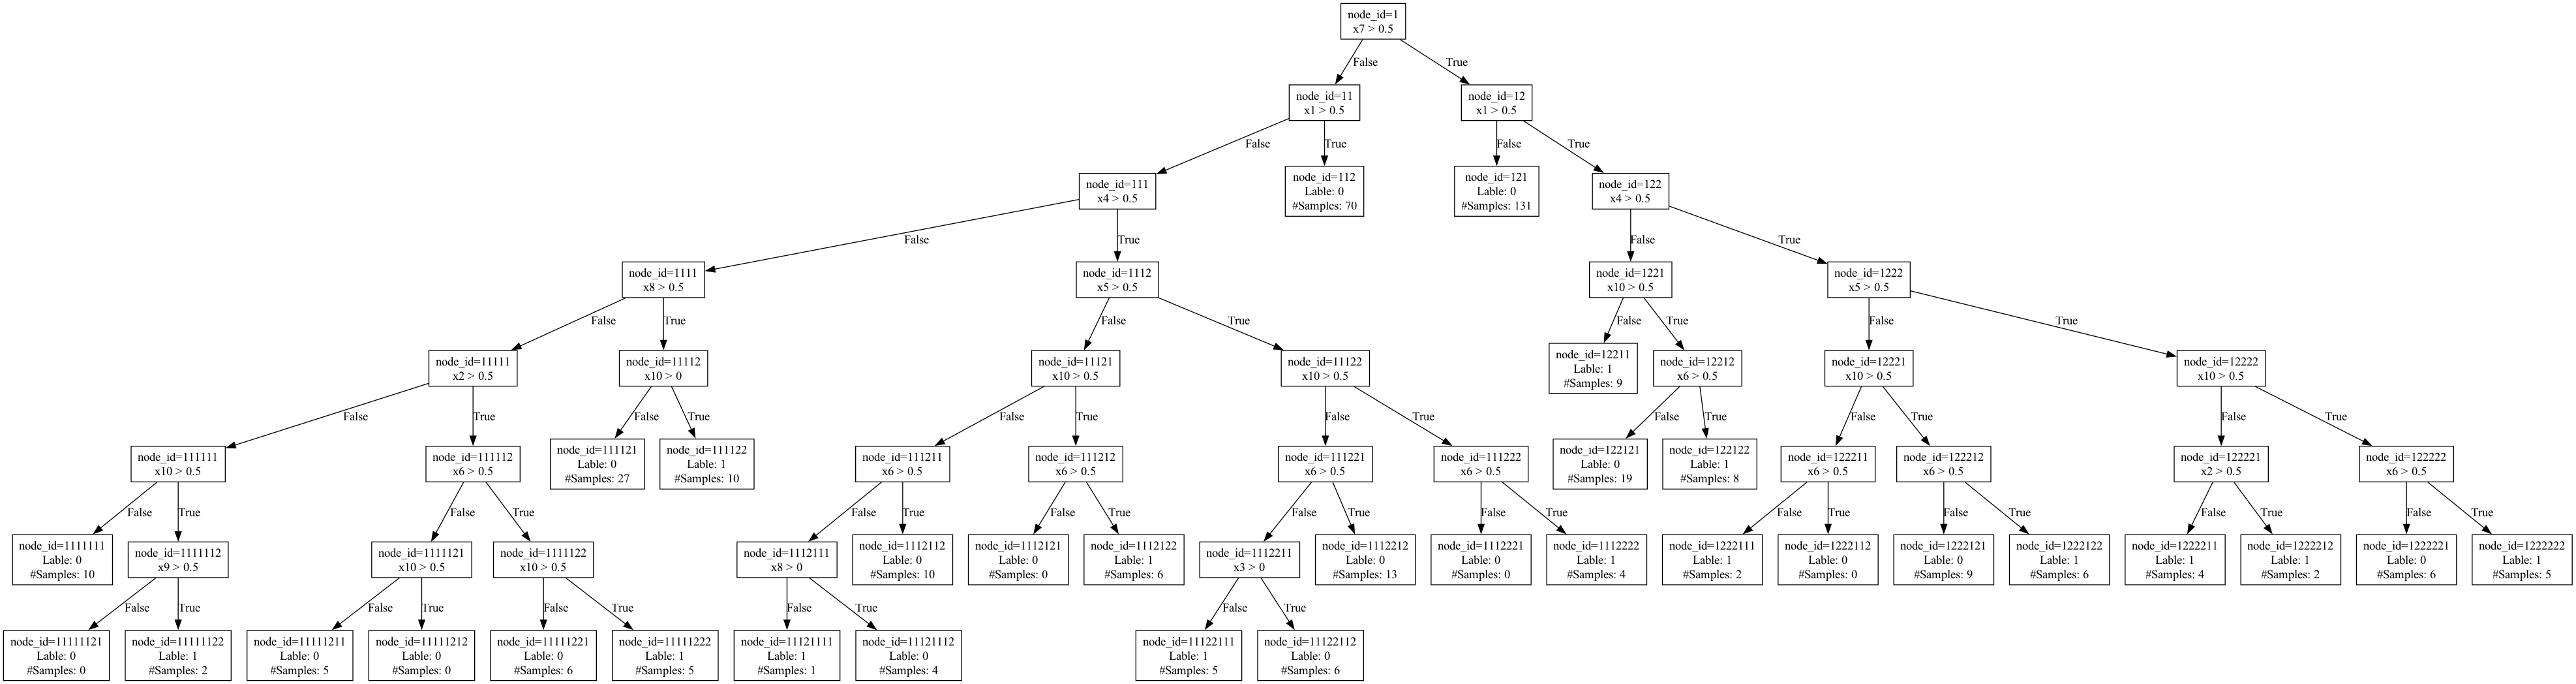 node_id=1
x7 > 0.5
False
True
node_id=11
x1 > 0.5
node_id=12
x1 > 0.5
False
True
False
True
node_id=111
x4 > 0.5
node_id=112
Lable: 0
#Samples: 70
node_id=121
Lable: 0
#Samples: 131
node_id=122
x4 > 0.5
False
True
False
True
node_id=1111
x8 > 0.5
node_id=1112
x5 > 0.5
node_id=1221
x10 > 0.5
node_id=1222
x5 > 0.5
False
True
False
True
False
True
False
True
node_id=11111
x2 > 0.5
node_id=11112
x10 > 0
node_id=11121
x10 > 0.5
node_id=11122
x10 > 0.5
node_id=12211
Lable: 1
#Samples: 9
node_id=12212
x6 > 0.5
node_id=12221
x10 > 0.5
node_id=12222
x10 > 0.5
False
True
False
True
False
True
False
True
False
True
False
True
False
True
node_id=111111
x10 > 0.5
node_id=111112
x6 > 0.5
node_id=111121
Lable: 0
#Samples: 27
node_id=111122
Lable: 1
#Samples: 10
node_id=111211
x6 > 0.5
node_id=111212
x6 > 0.5
node_id=111221
x6 > 0.5
node_id=111222
x6 > 0.5
node_id=122121
Lable: 0
#Samples: 19
node_id=122122
Lable: 1
#Samples: 8
node_id=122211
x6 > 0.5
node_id=122212
x6 > 0.5
node_id=122221
x2 > 0.5
node_id=122222
x6 > 0.5
False
True
False
True
False
True
False
True
False
True
False
True
False
True
False
True
False
True
False
True
node_id=1111111
Lable: 0
#Samples: 10
node_id=1111112
x9 > 0.5
node_id=1111121
x10 > 0.5
node_id=1111122
x10 > 0.5
node_id=1112111
x8 > 0
node_id=1112112
Lable: 0
#Samples: 10
node_id=1112121
Lable: 0
#Samples: 0
node_id=1112122
Lable: 1
#Samples: 6
node_id=1112211
x3 > 0
node_id=1112212
Lable: 0
#Samples: 13
node_id=1112221
Lable: 0
#Samples: 0
node_id=1112222
Lable: 1
#Samples: 4
node_id=1222111
Lable: 1
#Samples: 2
node_id=1222112
Lable: 0
#Samples: 0
node_id=1222121
Lable: 0
#Samples: 9
node_id=1222122
Lable: 1
#Samples: 6
node_id=1222211
Lable: 1
#Samples: 4
node_id=1222212
Lable: 1
#Samples: 2
node_id=1222221
Lable: 0
#Samples: 6
node_id=1222222
Lable: 1
#Samples: 5
False
True
False
True
False
True
False
True
False
True
node_id=11111121
Lable: 0
#Samples: 0
node_id=11111122
Lable: 1
#Samples: 2
node_id=11111211
Lable: 0
#Samples: 5
node_id=11111212
Lable: 0
#Samples: 0
node_id=11111221
Lable: 0
#Samples: 6
node_id=11111222
Lable: 1
#Samples: 5
node_id=11121111
Lable: 1
#Samples: 1
node_id=11121112
Lable: 0
#Samples: 4
node_id=11122111
Lable: 1
#Samples: 5
node_id=11122112
Lable: 0
#Samples: 6